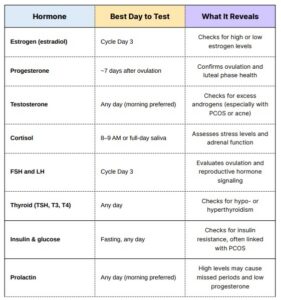 Hormone
Best Day to Test
What It Reveals
Estrogen (estradiol)
Cycle Day 3
Checks for high or low
estrogen levels
Progesterone
~7 days after ovulation
Confirms ovulation and
luteal phase health
Testosterone
Any day (morning preferred)
Checks for excess
androgens (especially with
PCOS or acne)
Cortisol
8–9 AM or full-day saliva
Assesses stress levels and
adrenal function
FSH and LH
Cycle Day 3
Evaluates ovulation and
reproductive hormone
signaling
Thyroid (TSH, T3, T4)
Any day
Checks for hypo- or
hyperthyroidism
Insulin & glucose
Fasting, any day
Checks for insulin
resistance, often linked
with PCOS
Prolactin
Any day (morning preferred)
High levels may cause
missed periods and low
progesterone